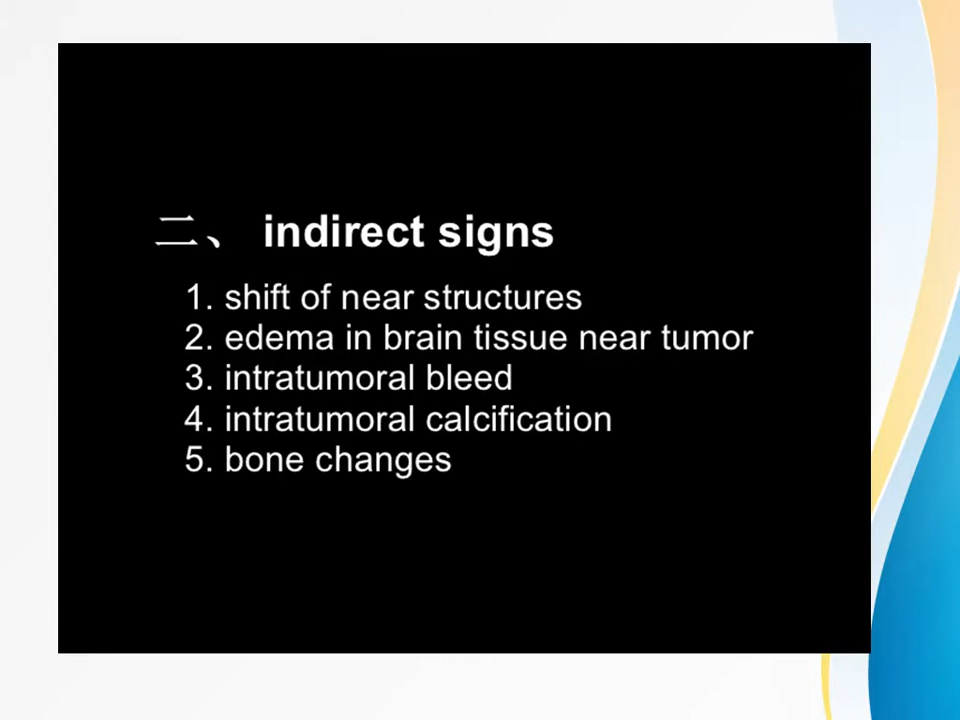 二、 indirect signs
1. shift of near structures
2. edema in brain tissue near tumor
3. intratumoral bleed
4. intratumoral calcification
5. bone changes